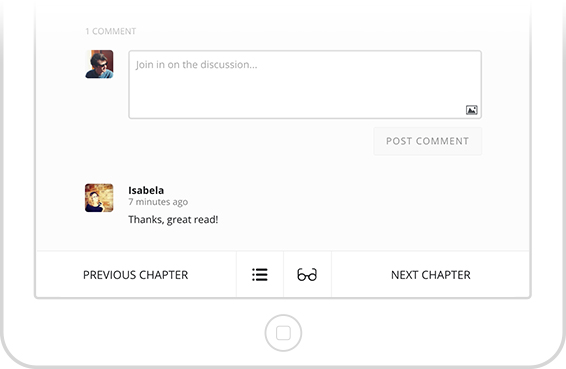 1 COMMENT
Join in on the discussion...
POST COMMENT
Isabela
7 minutes ago
Thanks, great read!
PREVIOUS CHAPTER
NEXT CHAPTER